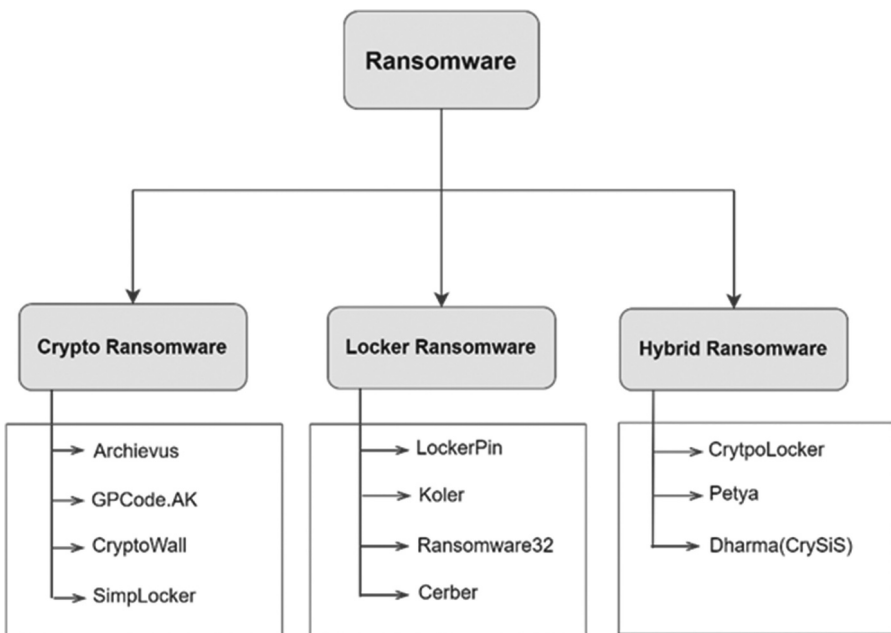 Ransomware
Crypto Ransomware
Locker Ransomware
Hybrid Ransomware
Archievus
GPCode.AK
CryptoWall
SimpLocker
LockerPin
Koler
Ransomware32
Cerber
CrytpoLocker
Petya
Dharma(CrySiS)